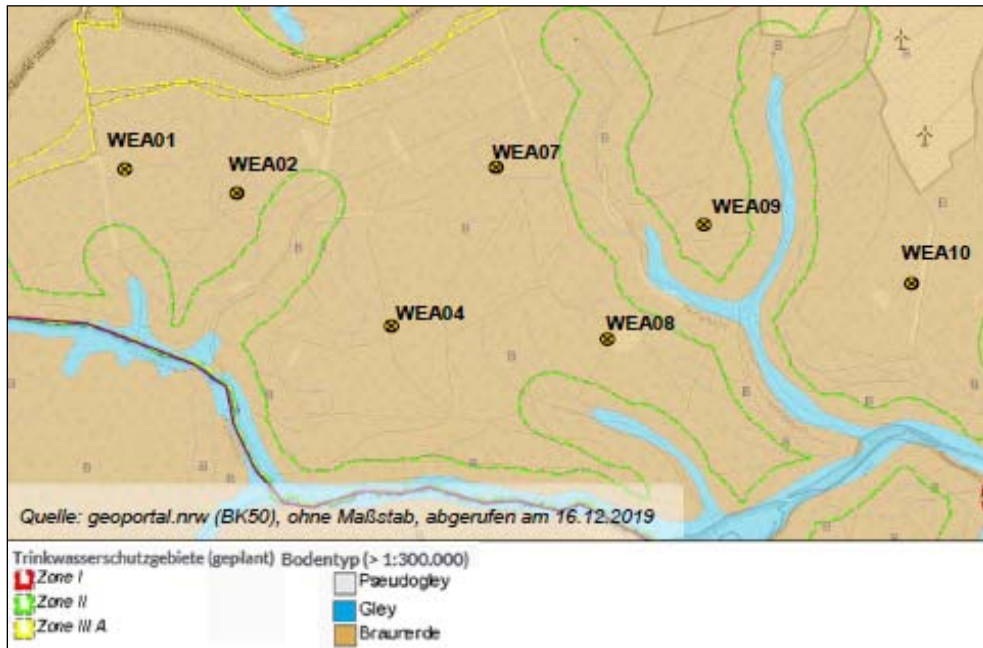 B
B
WEA01
WEA02
WEA07
B
WEA09
B
B
B
WEA10
WEA04
WEA08
B
B
B
B
B
B
B
B
B
B
B
Quelle: geoportal.nrw (BK50), ohne Maßstab, abgerufen am 16.12.2019
Trinkwasserschutzgebiete (geplant) Bodentyp (> 1:300.000)
Zone I
Pseudogley
Zone II
Gley
Zone III A
Braunerde